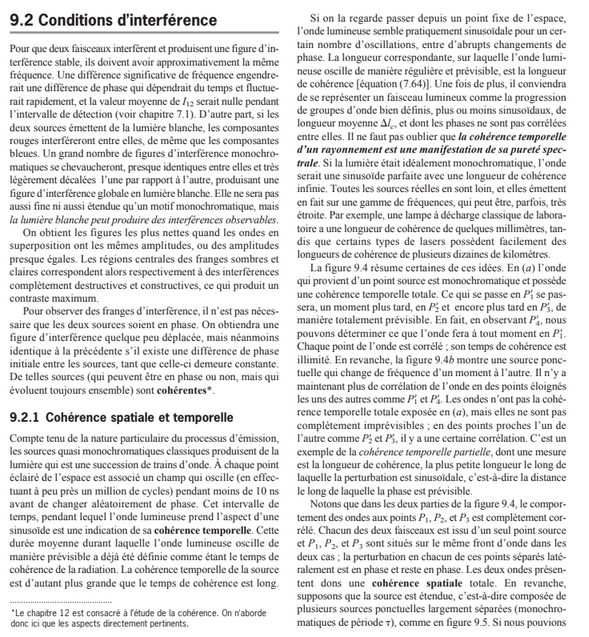 9.2 Conditions d'interférence
Pour que deux faisceaux interfèrent et produisent une figure d'in-
terférence stable, ils doivent avoir approximativement la même
fréquence. Une différence significative de fréquence engendre-
rait une différence de phase qui dépendrait du temps et fluctue-
rait rapidement, et la valeur moyenne de I₁₂ serait nulle pendant
l'intervalle de détection (voir chapitre 7.1). D'autre part, si les
deux sources émettent de la lumière blanche, les composantes
rouges interféreront entre elles, de même que les composantes
bleues. Un grand nombre de figures d'interférence monochro-
matiques se chevaucheront, presque identiques entre elles et très
légèrement décalées l'une par rapport à l'autre, produisant une
figure d'interférence globale en lumière blanche. Elle ne sera pas
aussi fine ni aussi étendue qu'un motif monochromatique, mais
la lumière blanche peut produire des interférences observables.
On obtient les figures les plus nettes quand les ondes en
superposition ont les mêmes amplitudes, ou des amplitudes
presque égales. Les régions centrales des franges sombres et
claires correspondent alors respectivement à des interférences
complètement destructives et constructives, ce qui produit un
contraste maximum.
Pour observer des franges d'interférence, il n'est pas néces-
saire que les deux sources soient en phase. On obtiendra une
figure d'interférence quelque peu déplacée, mais néanmoins
identique à la précédente s'il existe une différence de phase
initiale entre les sources, tant que celle-ci demeure constante.
De telles sources (qui peuvent être en phase ou non, mais qui
évoluent toujours ensemble) sont cohérentes*.
9.2.1 Cohérence spatiale et temporelle
Compte tenu de la nature particulière du processus d'émission,
les sources quasi monochromatiques classiques produisent de la
lumière qui est une succession de trains d'onde. À chaque point
éclairé de l'espace est associé un champ qui oscille (en effec-
tuant à peu près un million de cycles) pendant moins de 10 ns
avant de changer aléatoirement de phase. Cet intervalle de
temps, pendant lequel l'onde lumineuse prend l'aspect d'une
sinusoïde est une indication de sa cohérence temporelle. Cette
durée moyenne durant laquelle l'onde lumineuse oscille de
manière prévisible a déjà été définie comme étant le temps de
cohérence de la radiation. La cohérence temporelle de la source
est d'autant plus grande que le temps de cohérence est long.
*Le chapitre 12 est consacré à l'étude de la cohérence. On n'aborde
donc ici que les aspects directement pertinents.
Si on la regarde passer depuis un point fixe de l'espace,
l'onde lumineuse semble pratiquement sinusoïdale pour un cer-
tain nombre d'oscillations, entre d'abrupts changements de
phase. La longueur correspondante, sur laquelle l'onde lumi-
neuse oscille de manière régulière et prévisible, est la longueur
de cohérence [équation (7.64)]. Une fois de plus, il conviendra
de se représenter un faisceau lumineux comme la progression
de groupes d'onde bien définis, plus ou moins sinusoïdaux, de
longueur moyenne Δlc, et dont les phases ne sont pas corrélées
entre elles. Il ne faut pas oublier que la cohérence temporelle
d'un rayonnement est une manifestation de sa pureté spec-
trale. Si la lumière était idéalement monochromatique, l'onde
serait une sinusoïde parfaite avec une longueur de cohérence
infinie. Toutes les sources réelles en sont loin, et elles émettent
en fait sur une gamme de fréquences, qui peut être, parfois, très
étroite. Par exemple, une lampe à décharge classique de labora-
toire a une longueur de cohérence de quelques millimètres, tan-
dis que certains types de lasers possèdent facilement des
longueurs de cohérence de plusieurs dizaines de kilomètres.
La figure 9.4 résume certaines de ces idées. En (a) l'onde
qui provient d'un point source est monochromatique et possède
une cohérence temporelle totale. Ce qui se passe en P′₁ se pas-
sera, un moment plus tard, en P′₂ et encore plus tard en P′₃, de
manière totalement prévisible. En fait, en observant P′₄, nous
pouvons déterminer ce que l'onde fera à tout moment en P′₁.
Chaque point de l'onde est corrélé ; son temps de cohérence est
illimité. En revanche, la figure 9.4b montre une source ponc-
tuelle qui change de fréquence d'un moment à l'autre. Il n'y a
maintenant plus de corrélation de l'onde en des points éloignés
les uns des autres comme P′₁ et P′₄. Les ondes n'ont pas la cohé-
rence temporelle totale exposée en (a), mais elles ne sont pas
complètement imprévisibles ; en des points proches l'un de
l'autre comme P′₂ et P′₃, il y a une certaine corrélation. C'est un
exemple de la cohérence temporelle partielle, dont une mesure
est la longueur de cohérence, la plus petite longueur le long de
laquelle la perturbation est sinusoïdale, c'est-à-dire la distance
le long de laquelle la phase est prévisible.
Notons que dans les deux parties de la figure 9.4, le compor-
tement des ondes aux points P₁, P₂, et P₃ est complètement cor-
rélé. Chacun des deux faisceaux est issu d'un seul point source
et P₁, P₂, et P₃ sont situés sur le même front d'onde dans les
deux cas ; la perturbation en chacun de ces points séparés laté-
ralement est en phase et reste en phase. Les deux ondes présen-
tent donc une cohérence spatiale totale. En revanche,
supposons que la source est étendue, c'est-à-dire composée de
plusieurs sources ponctuelles largement séparées (monochro-
matiques de période τ), comme en figure 9.5. Si nous pouvions